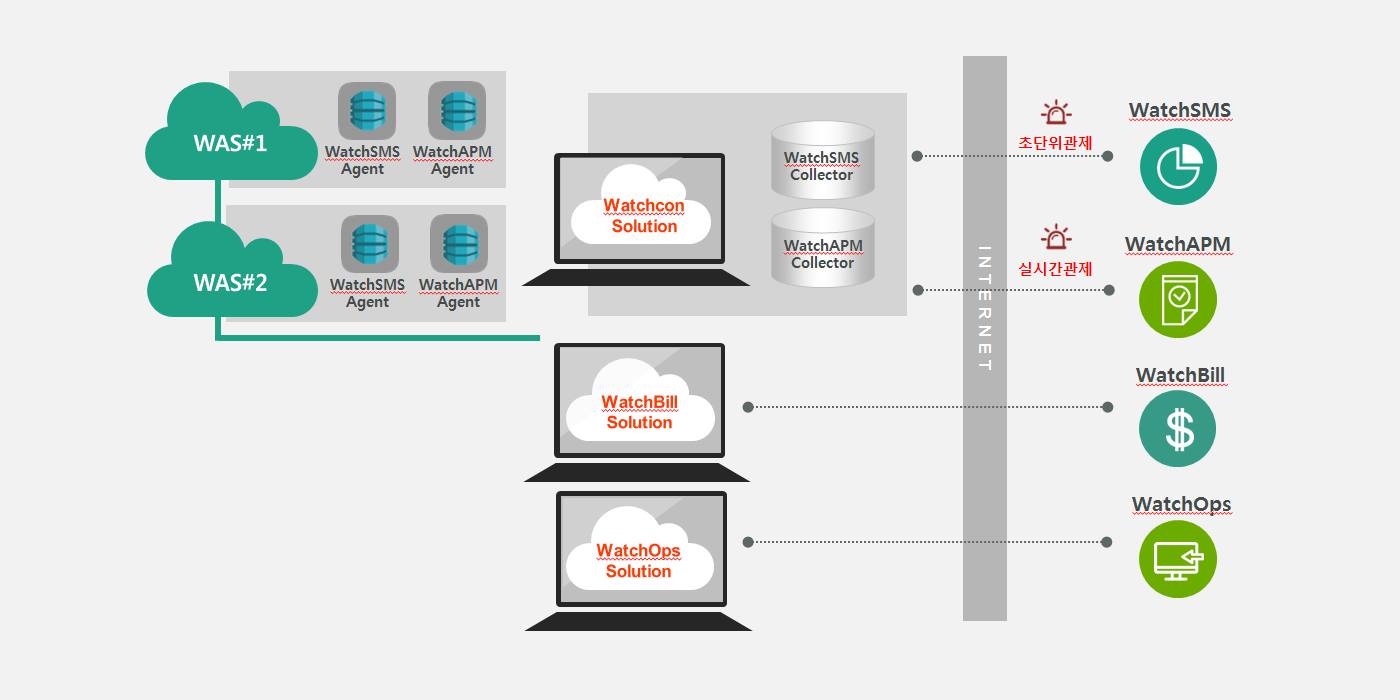 WAS#1
WatchSMS
Agent
WatchAPM
Agent
WAS#2
WatchSMS
Agent
WatchAPM
Agent
Watchcon
Solution
WatchSMS
Collector
WatchAPM
Collector
WatchBill
Solution
WatchOps
Solution
INTERNET
초단위관제
실시간관제
WatchSMS
WatchAPM
WatchBill
WatchOps